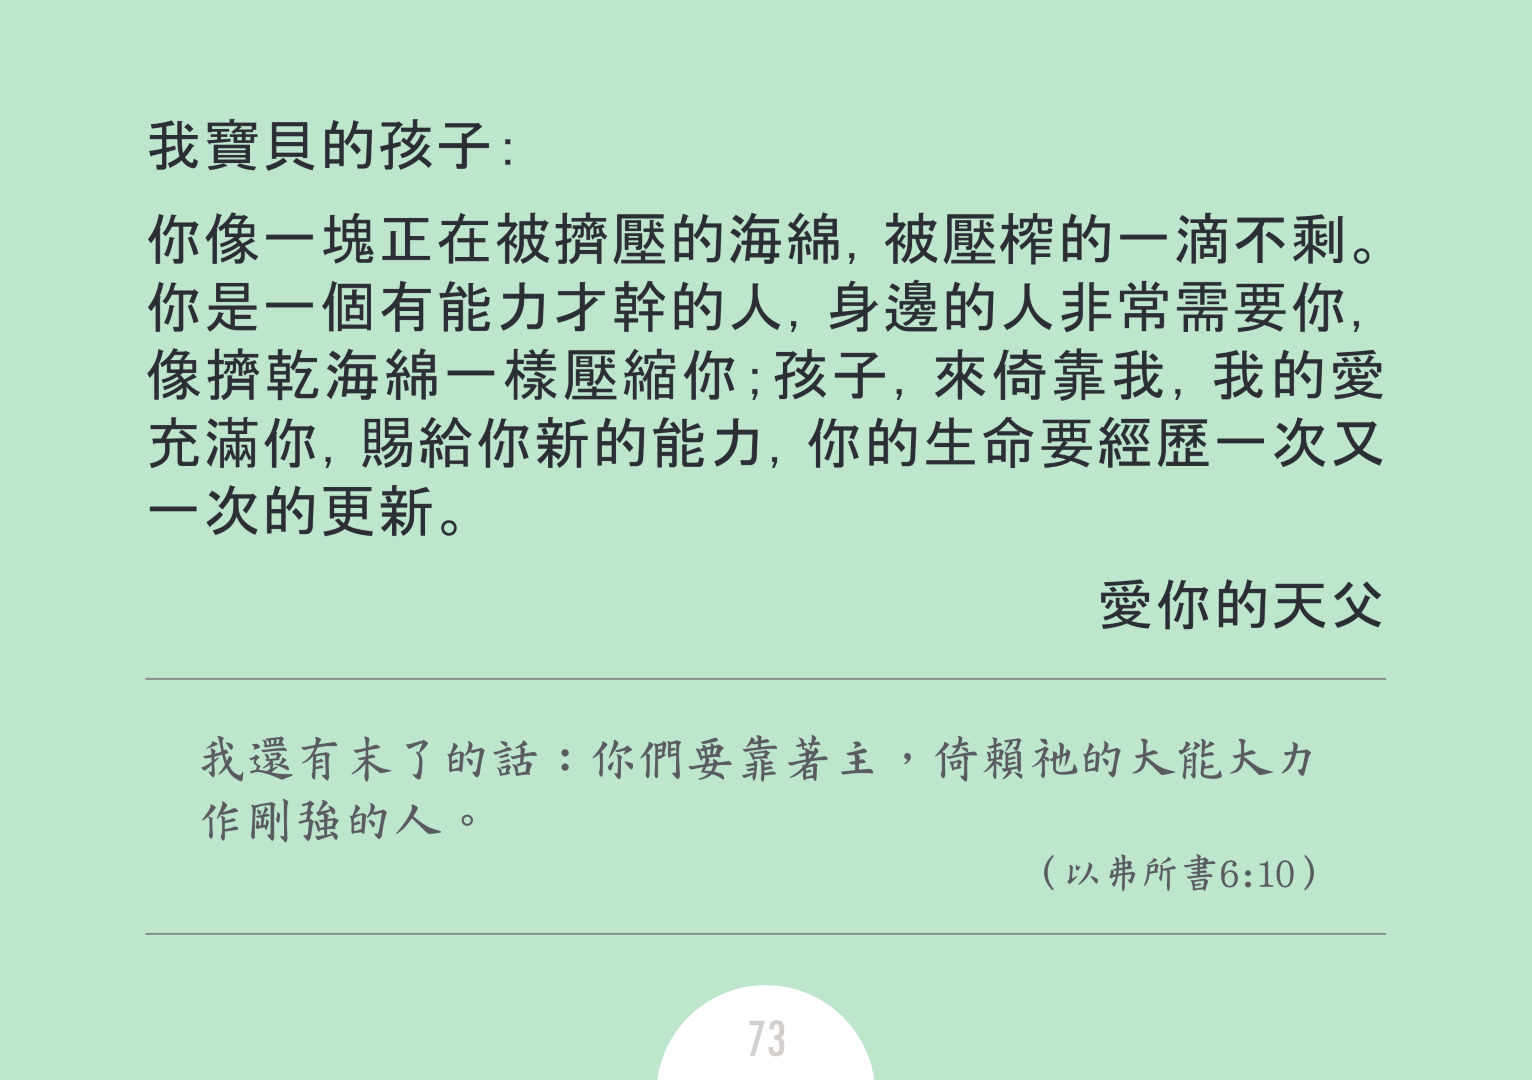 我寶貝的孩子：
你像一塊正在被擠壓的海綿，被壓榨的一滴不剩。
你是一個有能力才幹的人，身邊的人非常需要你，
像擠乾海綿一樣壓縮你；孩子，來倚靠我，我的愛
充滿你，賜給你新的能力，你的生命要經歷一次又
一次的更新。
愛你的天父
我還有末了的話：你們要靠著主，倚賴祂的大能大力
作剛強的人。
（以弗所書6:10）
73